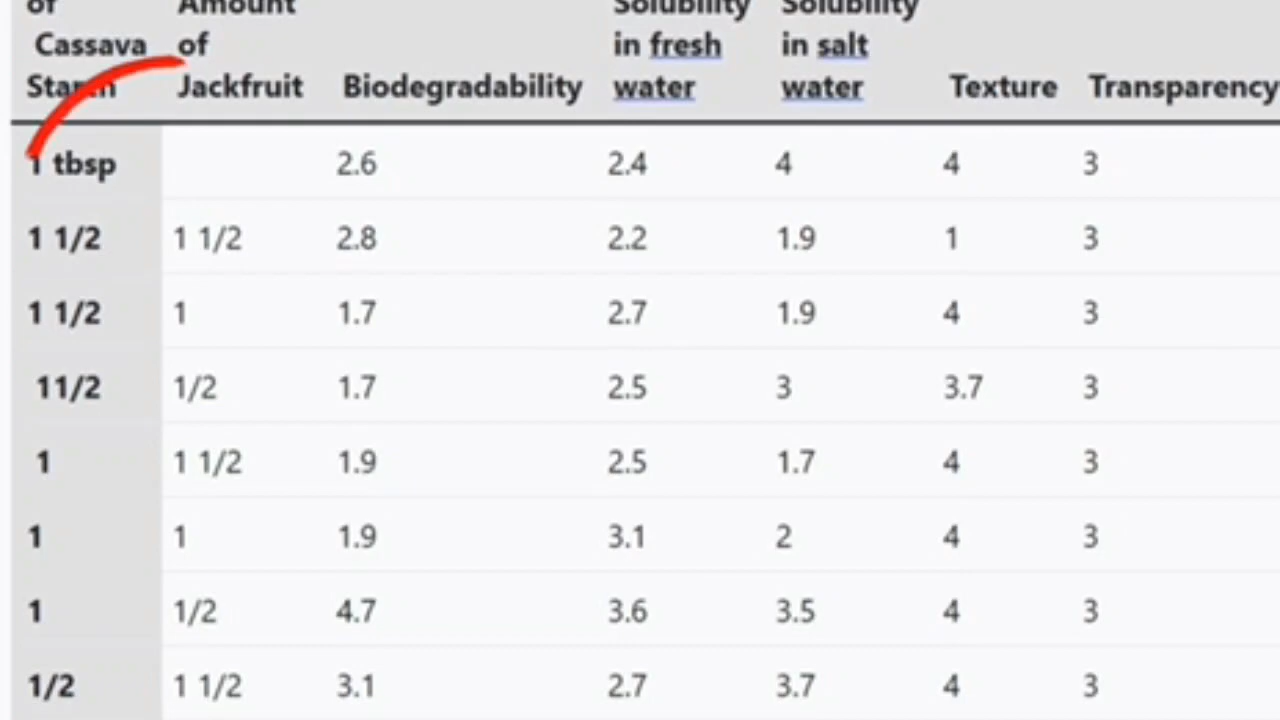 of Amount Solubility Solubility
Cassava of in fresh in salt
Starch Jackfruit Biodegradability water water Texture Transparency
1 tbsp 2.6 2.4 4 4 3
1 1/2 1 1/2 2.8 2.2 1.9 1 3
1 1/2 1 1.7 2.7 1.9 4 3
11/2 1/2 1.7 2.5 3 3.7 3
1 1 1/2 1.9 2.5 1.7 4 3
1 1 1.9 3.1 2 4 3
1 1/2 4.7 3.6 3.5 4 3
1/2 1 1/2 3.1 2.7 3.7 4 3